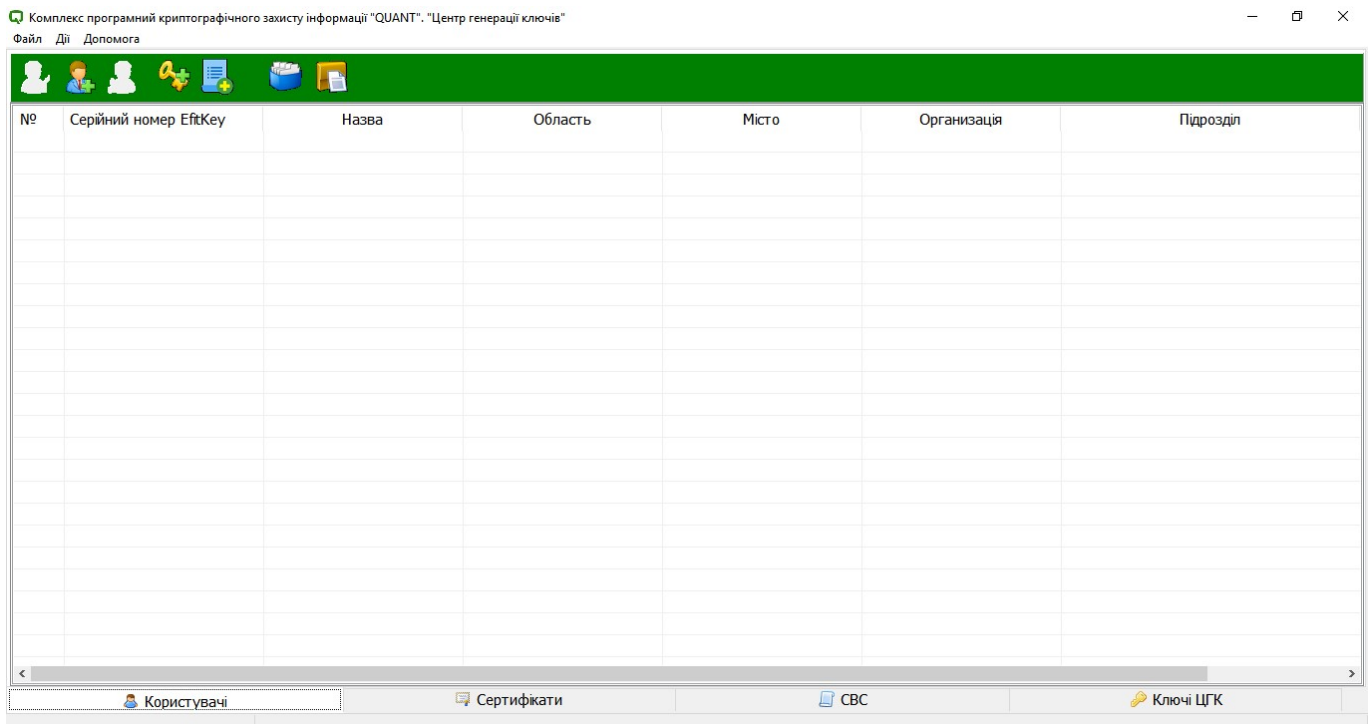 Комплекс програмний криптографічного захисту інформації "QUANT". "Центр генерації ключів"
Файл Дії Допомога
№ Серійний номер EfitKey Назва Область Місто Организація Підрозділ
Користувачі Сертифікати СВС Ключі ЦГК